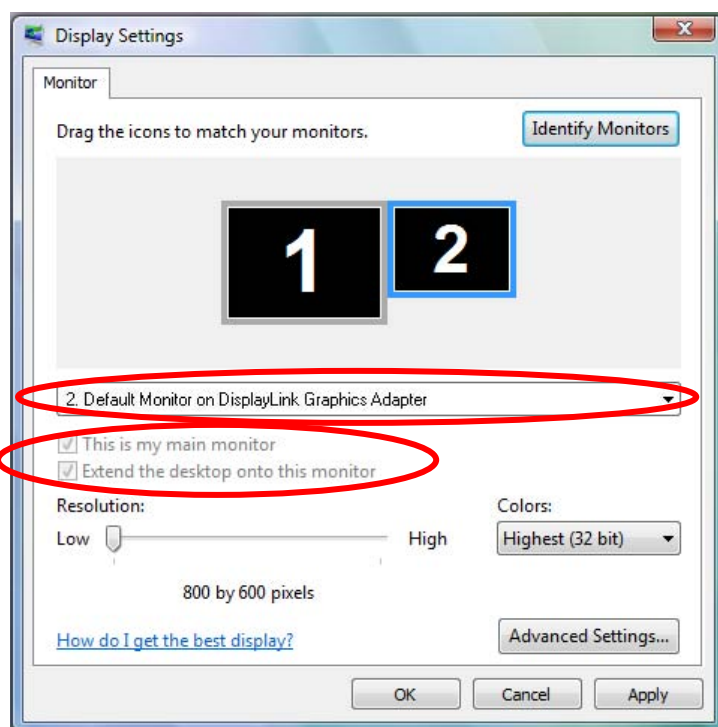 Display Settings
Monitor
Drag the icons to match your monitors.
Identify Monitors
1
2
2. Default Monitor on DisplayLink Graphics Adapter
This is my main monitor
Extend the desktop onto this monitor
Resolution:
Colors:
Low
High
Highest (32 bit)
800 by 600 pixels
How do I get the best display?
Advanced Settings...
OK
Cancel
Apply